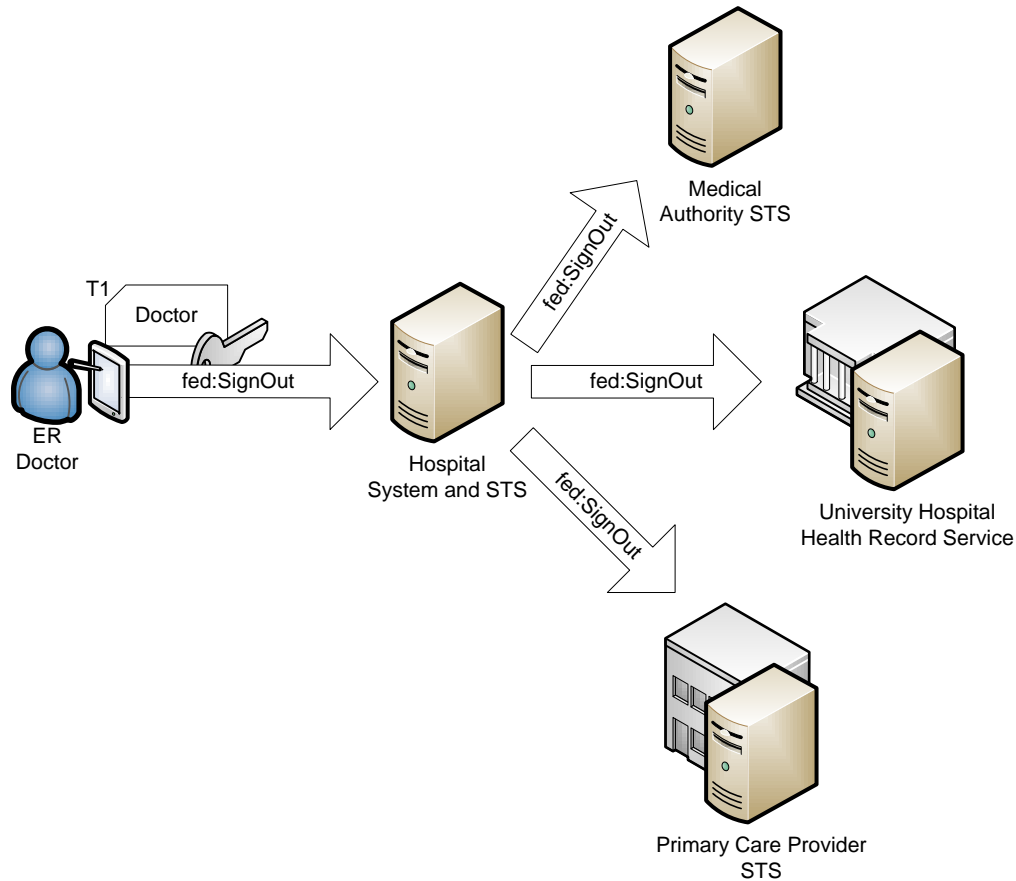 Medical
Authority STS
fed:SignOut
T1
Doctor
fed:SignOut
fed:SignOut
ER
Doctor
Hospital
System and STS
fed:SignOut
University Hospital
Health Record Service
Primary Care Provider
STS